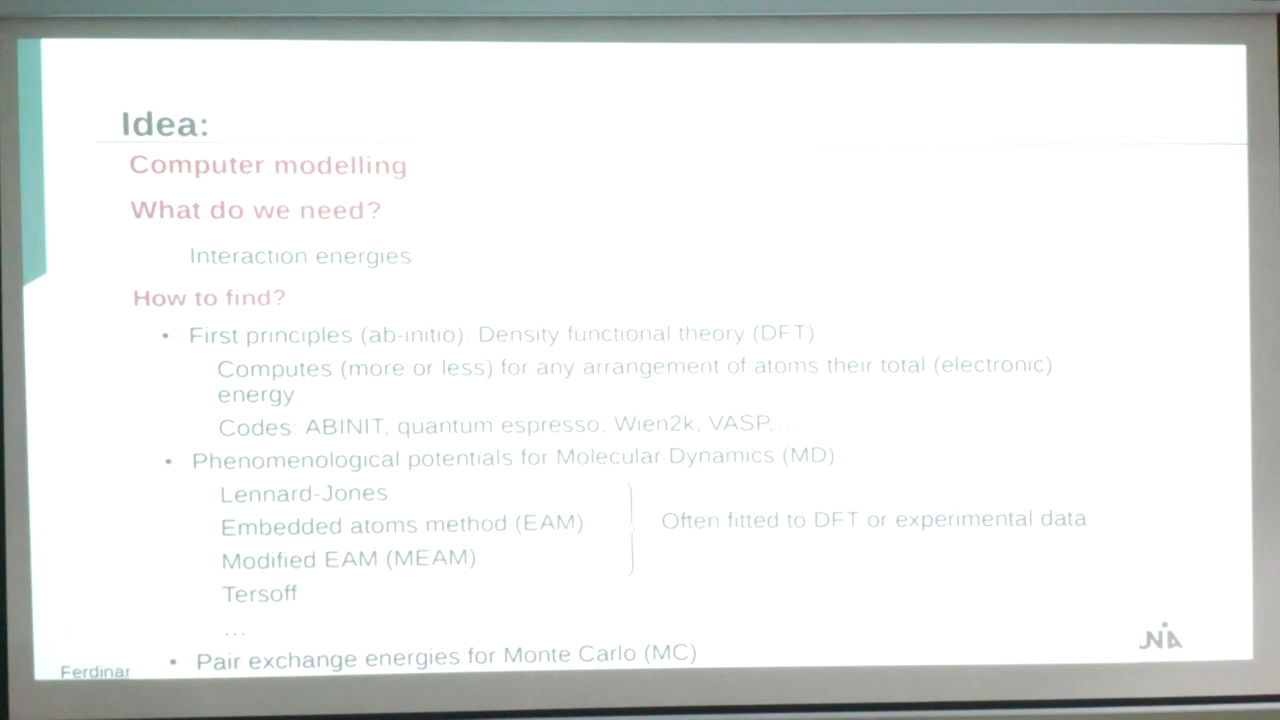 Idea:
Computer modelling
What do we need?
Interaction energies
How to find?
• First principles (ab-initio): Density functional theory (DFT)
Computes (more or less) for any arrangement of atoms their total (electronic)
energy
Codes: ABINIT, quantum espresso, Wien2k, VASP,...
• Phenomenological potentials for Molecular Dynamics (MD)
Lennard-Jones
Embedded atoms method (EAM)
Often fitted to DFT or experimental data
Modified EAM (MEAM)
Tersoff
...
• Pair exchange energies for Monte Carlo (MC)
Ferdinar